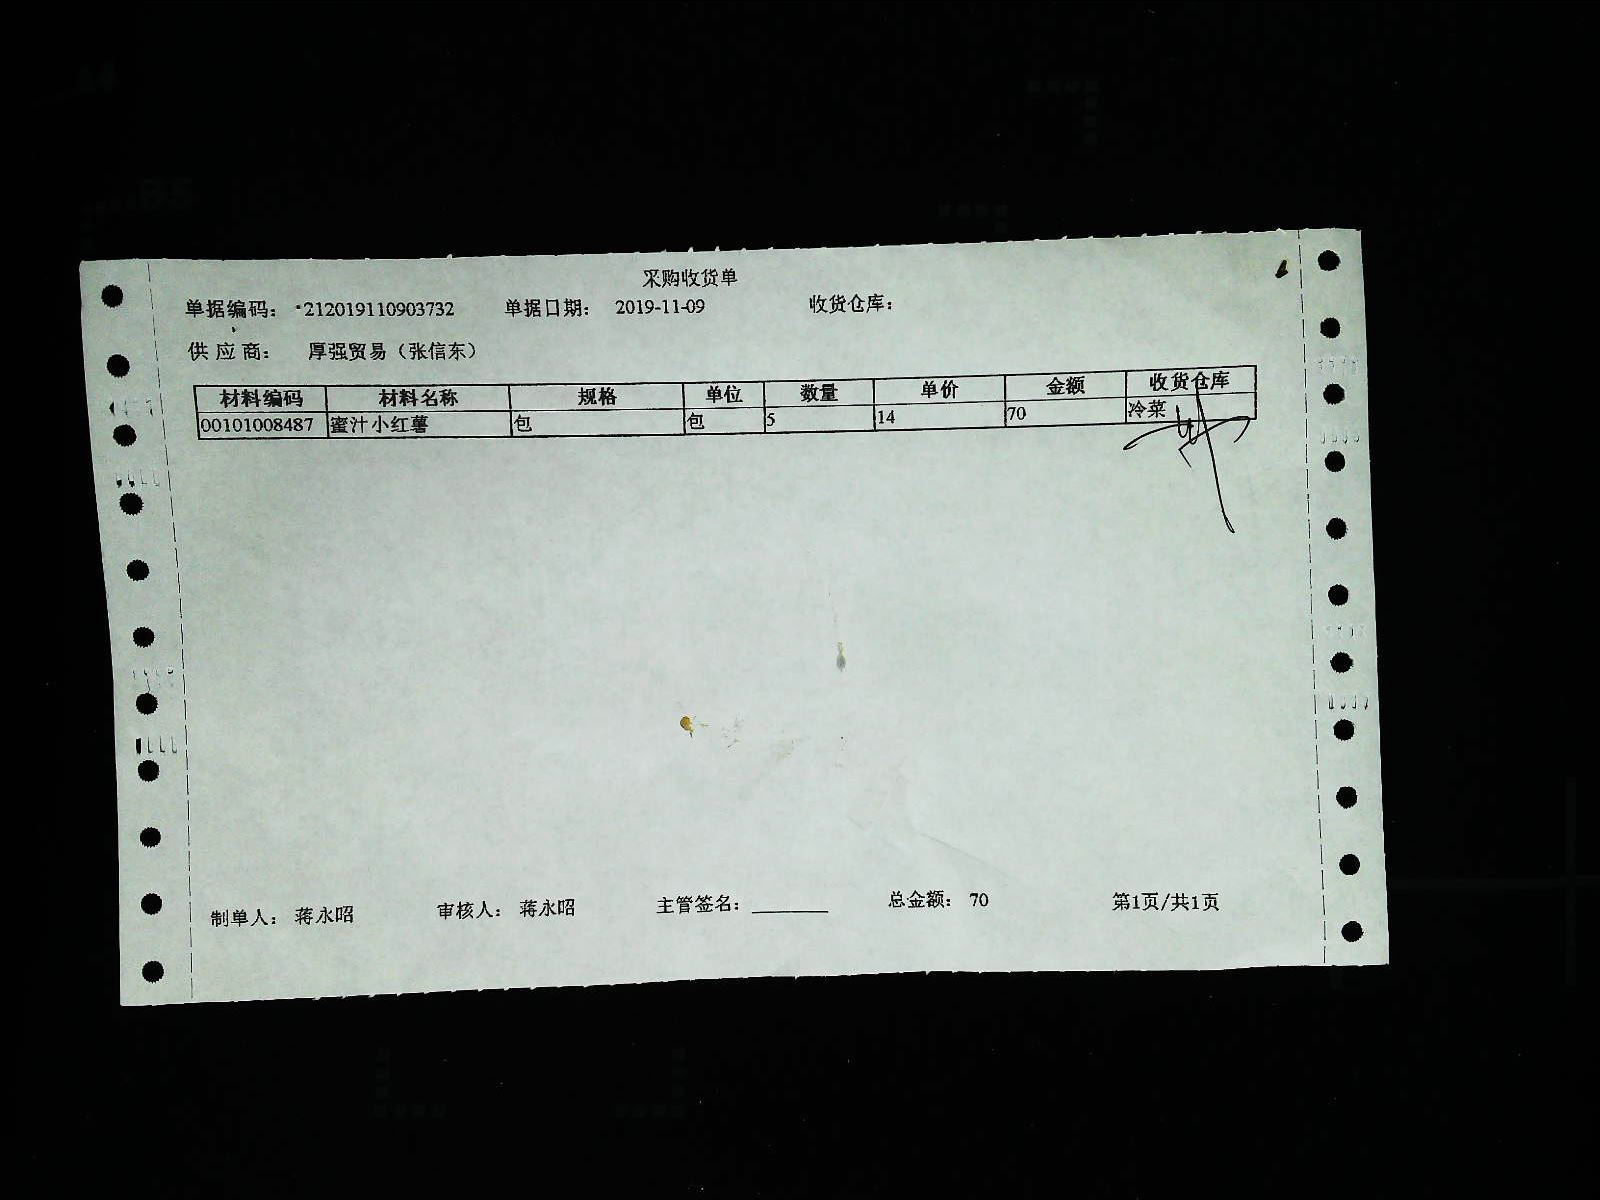 采购收货单
单据编码: 212019110903732 单据日期: 2019-11-09 收货仓库:
供应商: 厚强贸易（张信东）
材料编码 材料名称 规格 单位 数量 单价 金额 收货仓库
00101008487 蜜汁小红薯 包 包 5 14 70 冷菜
制单人: 蒋永昭 审核人: 蒋永昭 主管签名: ________ 总金额: 70 第1页/共1页